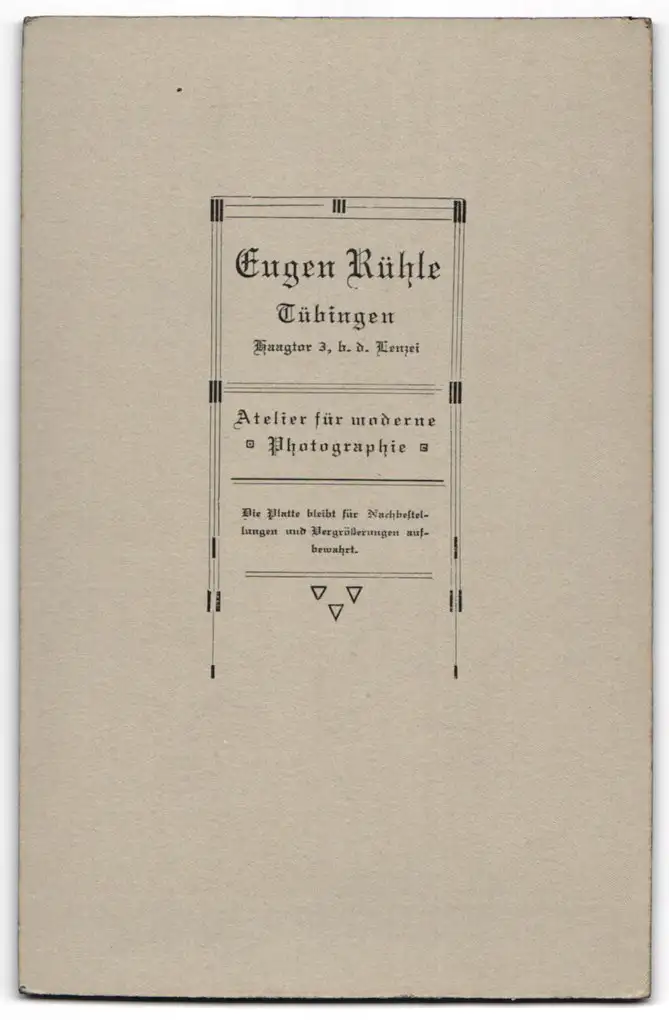 Eugen Rühle
Tübingen
Haagtor 3, b. d. Lenzei
Atelier für moderne
Photographie
Die Platte bleibt für Nachbestel-
lungen und Vergrößerungen auf-
bewahrt.